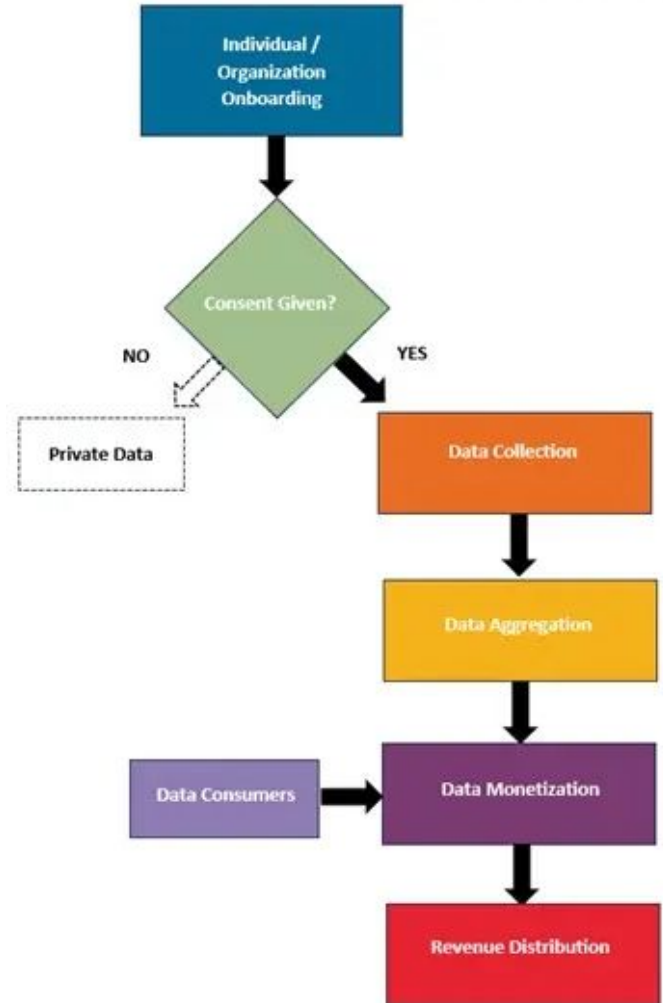 Individual /
Organization
Onboarding
Consent Given?
NO
YES
Private Data
Data Collection
Data Aggregation
Data Consumers
Data Monetization
Revenue Distribution